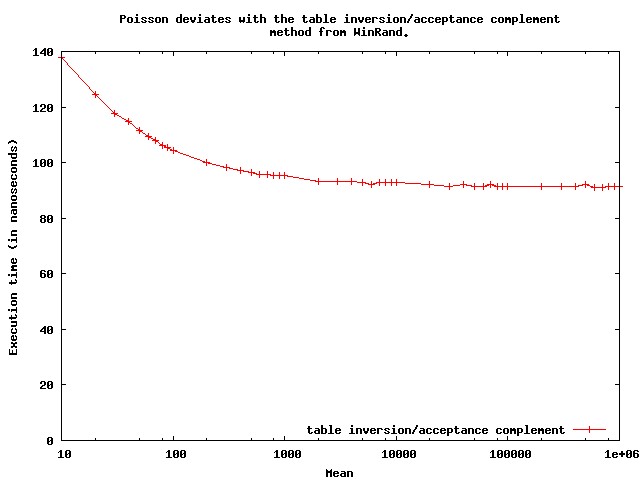 Poisson deviates with the table inversion/acceptance complement
method from WinRand.
140
120
100
80
60
40
20
0
Execution time (in nanoseconds)
table inversion/acceptance complement
10 100 1000 10000 100000 1e+06
Mean